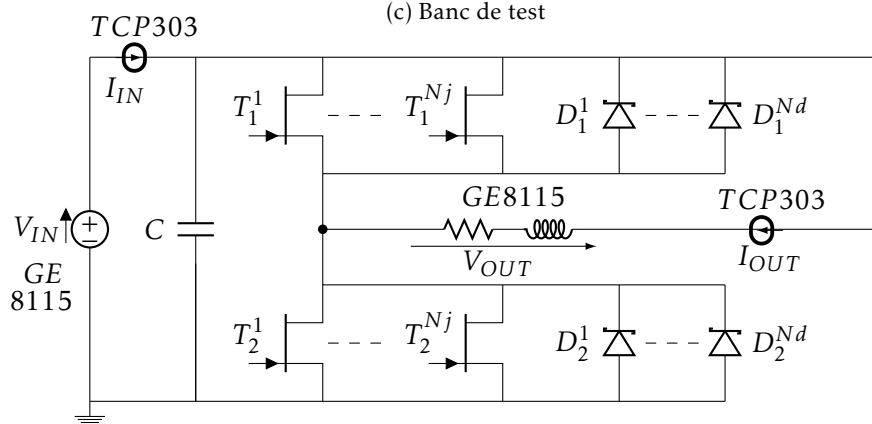 (c) Banc de test
TCP303
I_IN
T_1^1
T_1^Nj
D_1^1
D_1^Nd
GE8115
TCP303
V_IN
+
−
C
V_OUT
I_OUT
GE
8115
T_2^1
T_2^Nj
D_2^1
D_2^Nd